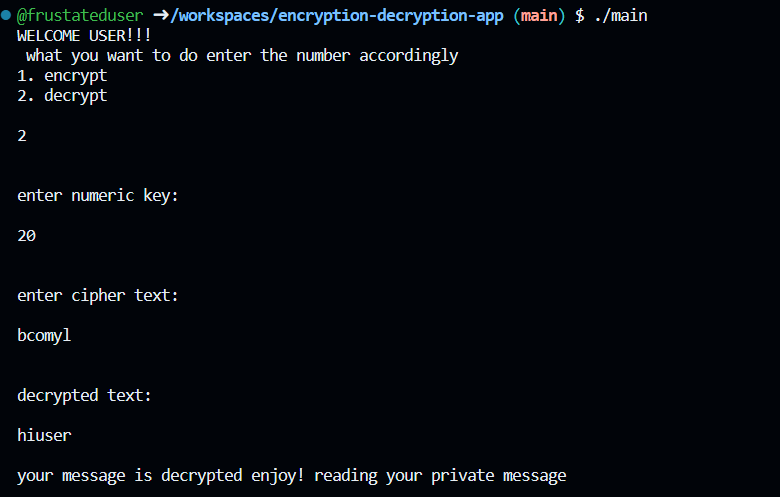 @frustateduser ➜/workspaces/encryption-decryption-app (main) $ ./main
WELCOME USER!!!
what you want to do enter the number accordingly
1. encrypt
2. decrypt
2
enter numeric key:
20
enter cipher text:
bcomyl
decrypted text:
hiuser
your message is decrypted enjoy! reading your private message